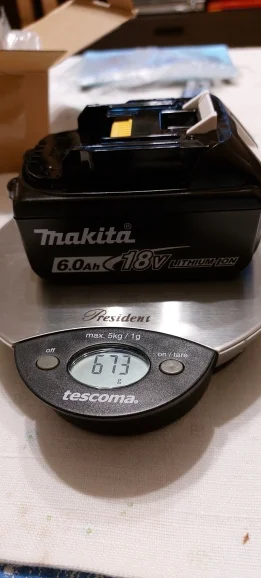 makita®
6.0Ah 18V LITHIUM-ION
President
max. 5kg / 1g
off
on / tare
673
g
tescoma.